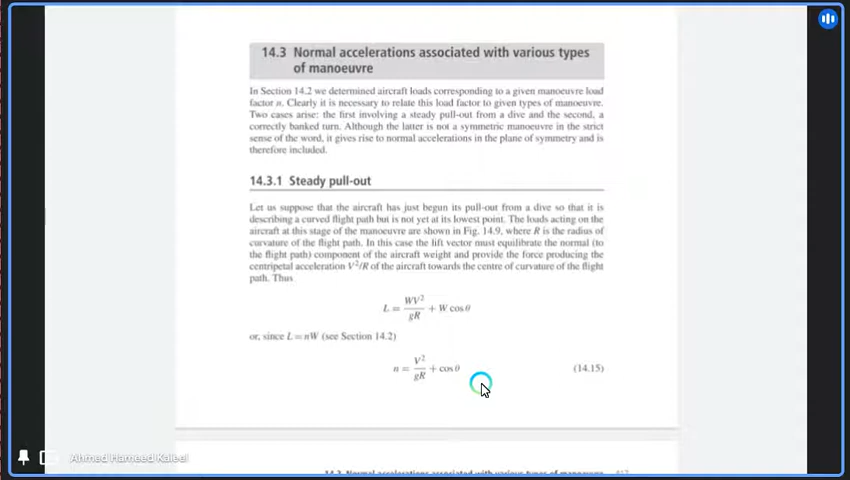 14.3 Normal accelerations associated with various types
of manoeuvre
In Section 14.2 we determined aircraft loads corresponding to a given manoeuvre load
factor n. Clearly it is necessary to relate this load factor to given types of manoeuvre.
Two cases arise: the first involving a steady pull-out from a dive and the second, a
correctly banked turn. Although the latter is not a symmetric manoeuvre in the strict
sense of the word, it gives rise to normal accelerations in the plane of symmetry and is
therefore included.
14.3.1 Steady pull-out
Let us suppose that the aircraft has just begun its pull-out from a dive so that it is
describing a curved flight path but is not yet at its lowest point. The loads acting on the
aircraft at this stage of the manoeuvre are shown in Fig. 14.9, where R is the radius of
curvature of the flight path. In this case the lift vector must equilibrate the normal (to
the flight path) component of the aircraft weight and provide the force producing the
centripetal acceleration V²/R of the aircraft towards the centre of curvature of the flight
path. Thus
L = WV²/gR + W cos θ
or, since L = nW (see Section 14.2)
n = V²/gR + cos θ (14.15)
Ahmed Hameed Kaleel
14.3 Normal accelerations associated with various types of manoeuvre